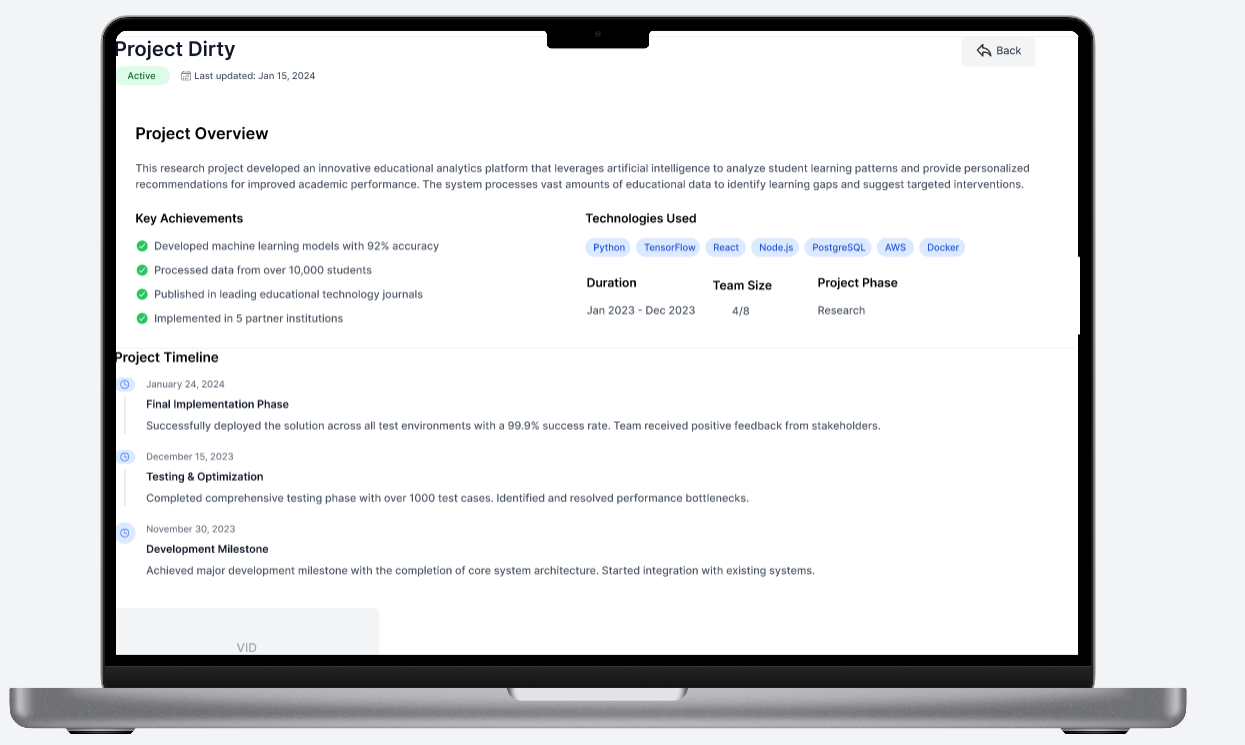 Project Dirty
Back
Active
Last updated: Jan 15, 2024
Project Overview
This research project developed an innovative educational analytics platform that leverages artificial intelligence to analyze student learning patterns and provide personalized
recommendations for improved academic performance. The system processes vast amounts of educational data to identify learning gaps and suggest targeted interventions.
Key Achievements
Developed machine learning models with 92% accuracy
Processed data from over 10,000 students
Published in leading educational technology journals
Implemented in 5 partner institutions
Technologies Used
Python TensorFlow React Node.js PostgreSQL AWS Docker
Duration Team Size Project Phase
Jan 2023 - Dec 2023 4/8 Research
Project Timeline
January 24, 2024
Final Implementation Phase
Successfully deployed the solution across all test environments with a 99.9% success rate. Team received positive feedback from stakeholders.
December 15, 2023
Testing & Optimization
Completed comprehensive testing phase with over 1000 test cases. Identified and resolved performance bottlenecks.
November 30, 2023
Development Milestone
Achieved major development milestone with the completion of core system architecture. Started integration with existing systems.
VID